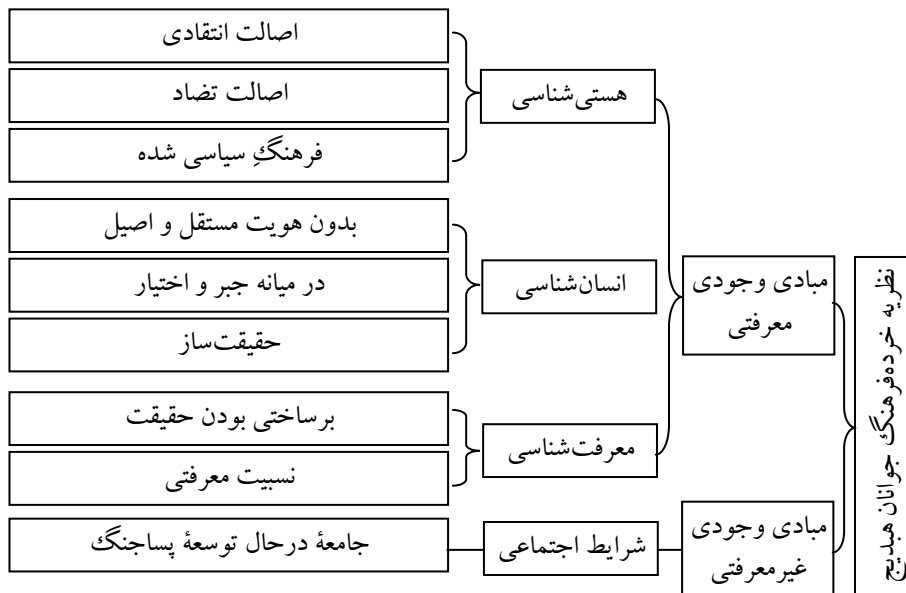 نظریه خرده‌فرهنگ جوانان هبدیج
مبادی وجودی
معرفتی
هستی‌شناسی
اصالت انتقادی
اصالت تضاد
فرهنگِ سیاسی شده
انسان‌شناسی
بدون هویت مستقل و اصیل
در میانه جبر و اختیار
حقیقت‌ساز
معرفت‌شناسی
برساختی بودن حقیقت
نسبیت معرفتی
مبادی وجودی
غیرمعرفتی
شرایط اجتماعی
جامعهٔ درحال توسعهٔ پساجنگ